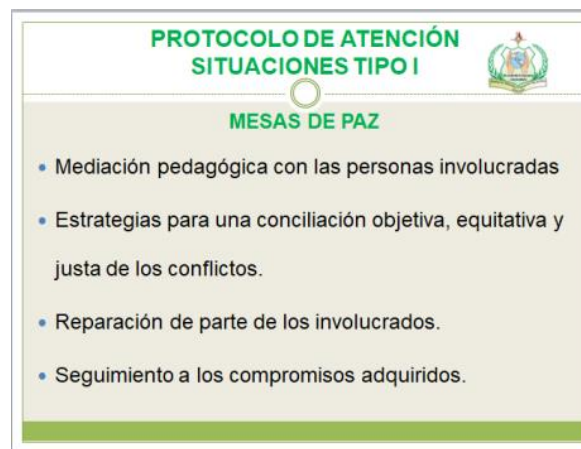 PROTOCOLO DE ATENCIÓN
SITUACIONES TIPO I
MESAS DE PAZ
• Mediación pedagógica con las personas involucradas
• Estrategias para una conciliación objetiva, equitativa y
justa de los conflictos.
• Reparación de parte de los involucrados.
• Seguimiento a los compromisos adquiridos.